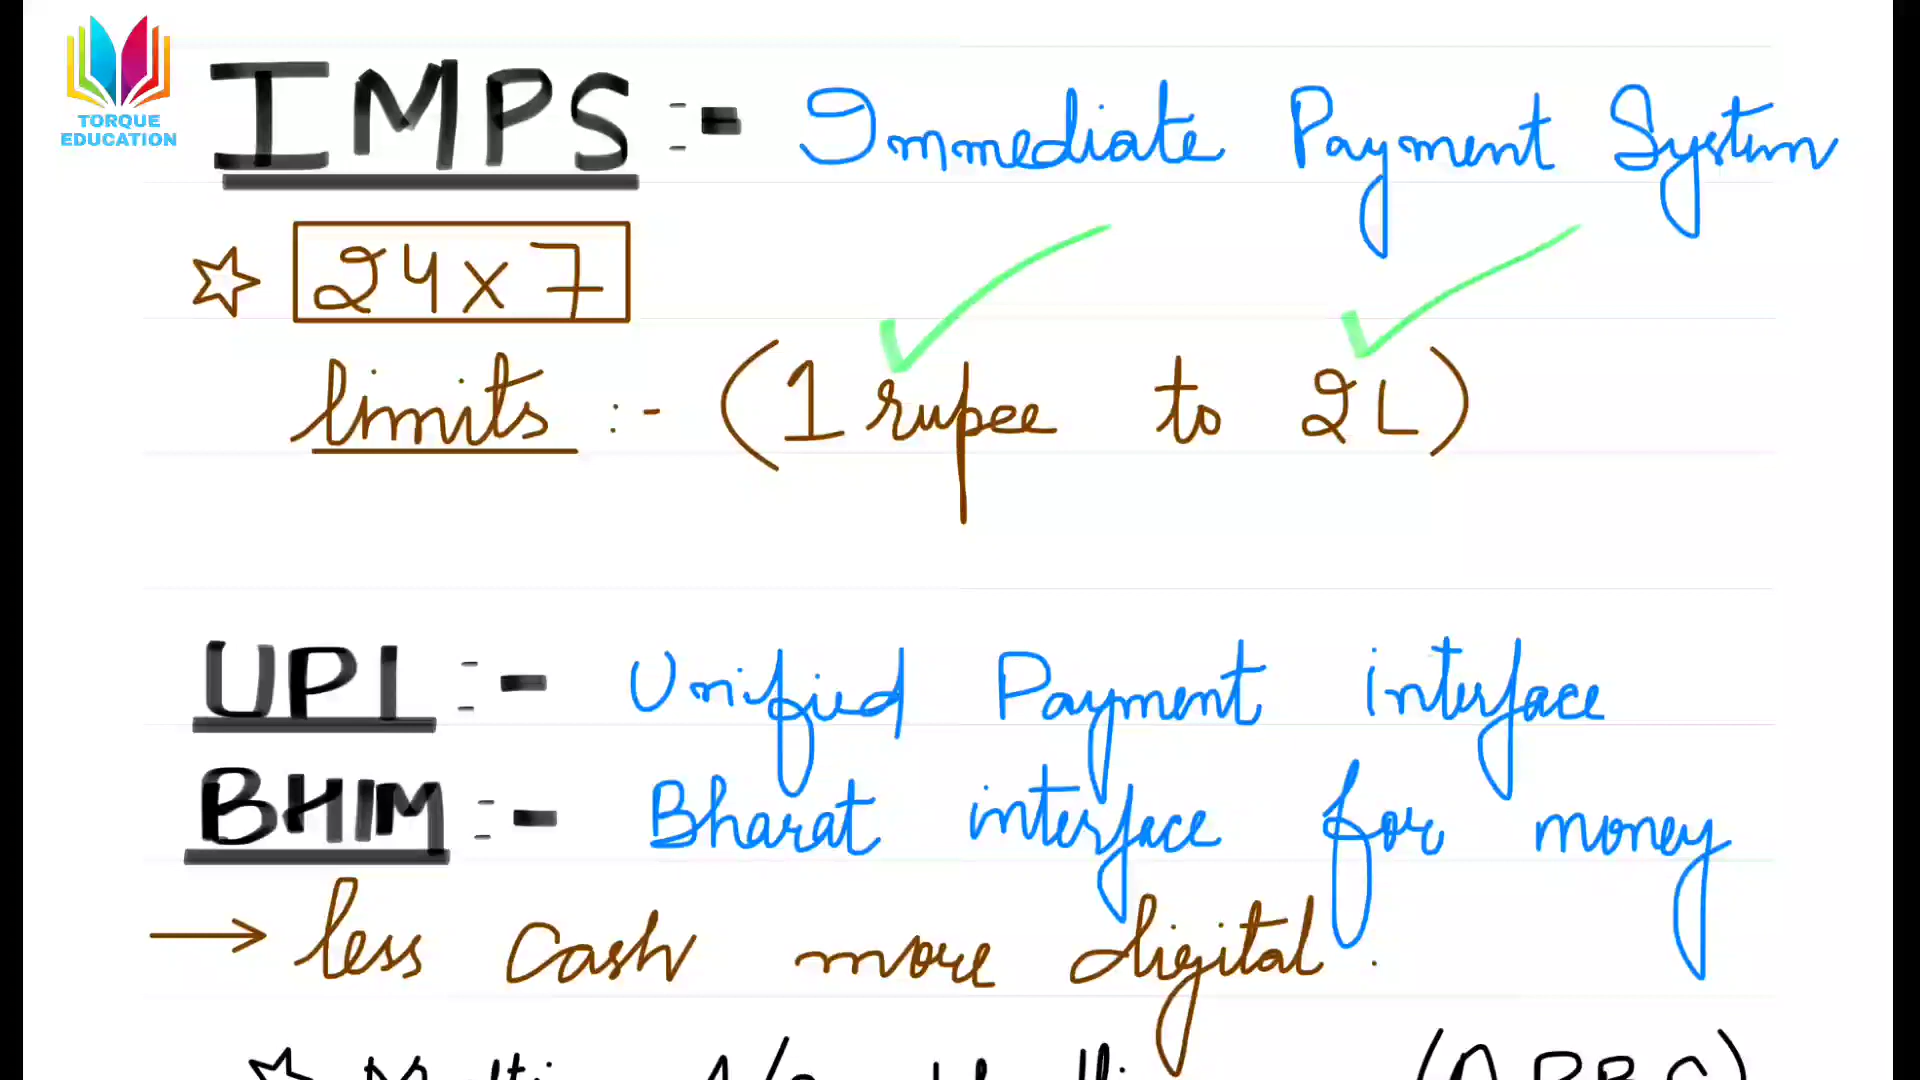 TORQUE
EDUCATION
IMPS :- Immediate Payment System
☆ 24x7
limits :- (1 rupee to 2L)
UPI :- Unified Payment interface
BHIM :- Bharat interface for money
→ less cash more digital.